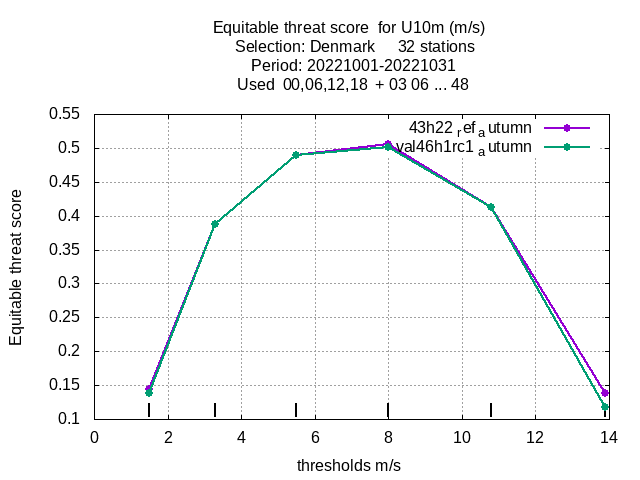 Equitable threat score  for U10m (m/s)
Selection: Denmark     32 stations
Period: 20221001-20221031
Used  00,06,12,18  + 03 06 ... 48
43h22 ref autumn
val46h1rc1 autumn
Equitable threat score
0.55
0.5
0.45
0.4
0.35
0.3
0.25
0.2
0.15
0.1
0 2 4 6 8 10 12 14
thresholds m/s